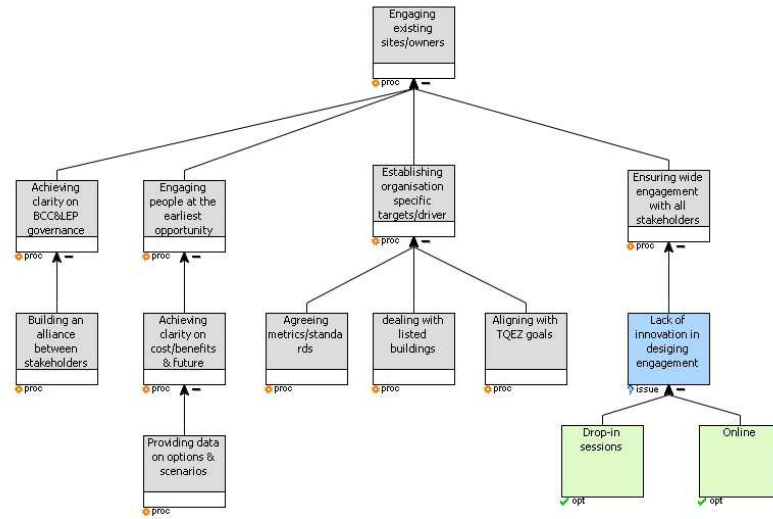 Engaging
existing
sites/owners
proc
Achieving
clarity on
BCC&LEP
governance
proc
Engaging
people at the
earliest
opportunity
proc
Establishing
organisation
specific
targets/driver
proc
Ensuring wide
engagement
with all
stakeholders
proc
Building an
alliance
between
stakeholders
proc
Achieving
clarity on
cost/benefits
& future
proc
Agreeing
metrics/standa
rds
proc
dealing with
listed
buildings
proc
Aligning with
TQEZ goals
proc
Lack of
innovation in
desiging
engagement
? issue
Providing data
on options &
scenarios
proc
Drop-in
sessions
opt
Online
opt